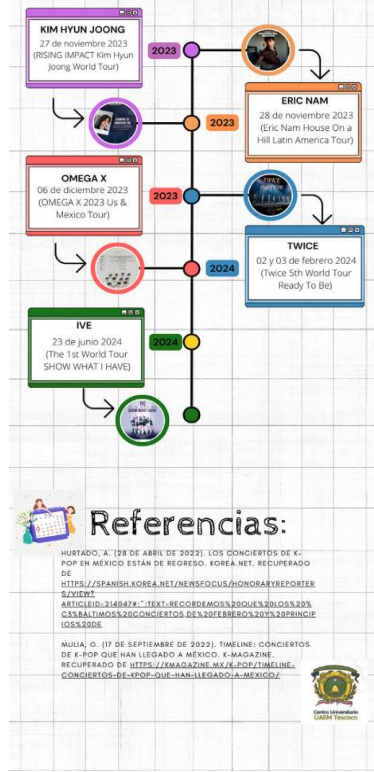 KIM HYUN JOONG
27 de noviembre 2023
(RISING IMPACT Kim Hyun
Joong World Tour)
2023
ERIC NAM
28 de noviembre 2023
(Eric Nam House On a
Hill Latin America Tour)
2023
OMEGA X
06 de diciembre 2023
(OMEGA X 2023 Us &
Mexico Tour)
2023
TWICE
02 y 03 de febrero 2024
(Twice 5th World Tour
Ready To Be)
2024
IVE
23 de junio 2024
(The 1st World Tour
SHOW WHAT I HAVE)
2024
Referencias:
HURTADO, A. (28 DE ABRIL DE 2022). LOS CONCIERTOS DE K-
POP EN MÉXICO ESTÁN DE REGRESO. KOREA.NET. RECUPERADO
DE
HTTPS://SPANISH.KOREA.NET/NEWSFOCUS/HONORARYREPORTER
S/VIEW?
ARTICLEID=214047#:~:TEXT=RECORDEMOS%20QUE%20LOS%20%
C3%BALTIMOS%20CONCIERTOS,DE%20FEBRERO%20Y%20PRINCIP
IOS%20DE
MULIA, G. (17 DE SEPTIEMBRE DE 2022). TIMELINE: CONCIERTOS
DE K-POP QUE HAN LLEGADO A MÉXICO. K-MAGAZINE.
RECUPERADO DE HTTPS://KMAGAZINE.MX/K-POP/TIMELINE-
CONCIERTOS-DE-KPOP-QUE-HAN-LLEGADO-A-MEXICO/
Centro Universitario
UAEM Texcoco